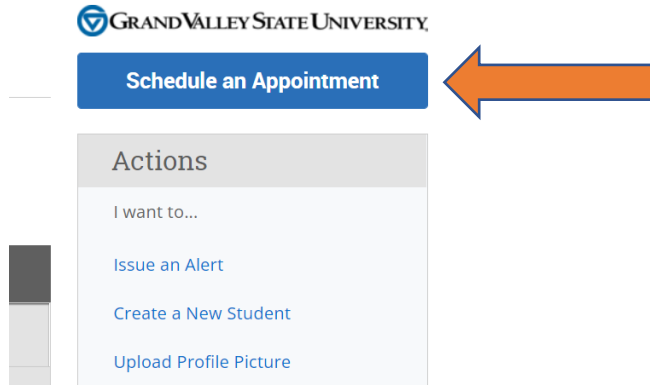 GRAND VALLEY STATE UNIVERSITY
Schedule an Appointment
Actions
I want to...
Issue an Alert
Create a New Student
Upload Profile Picture